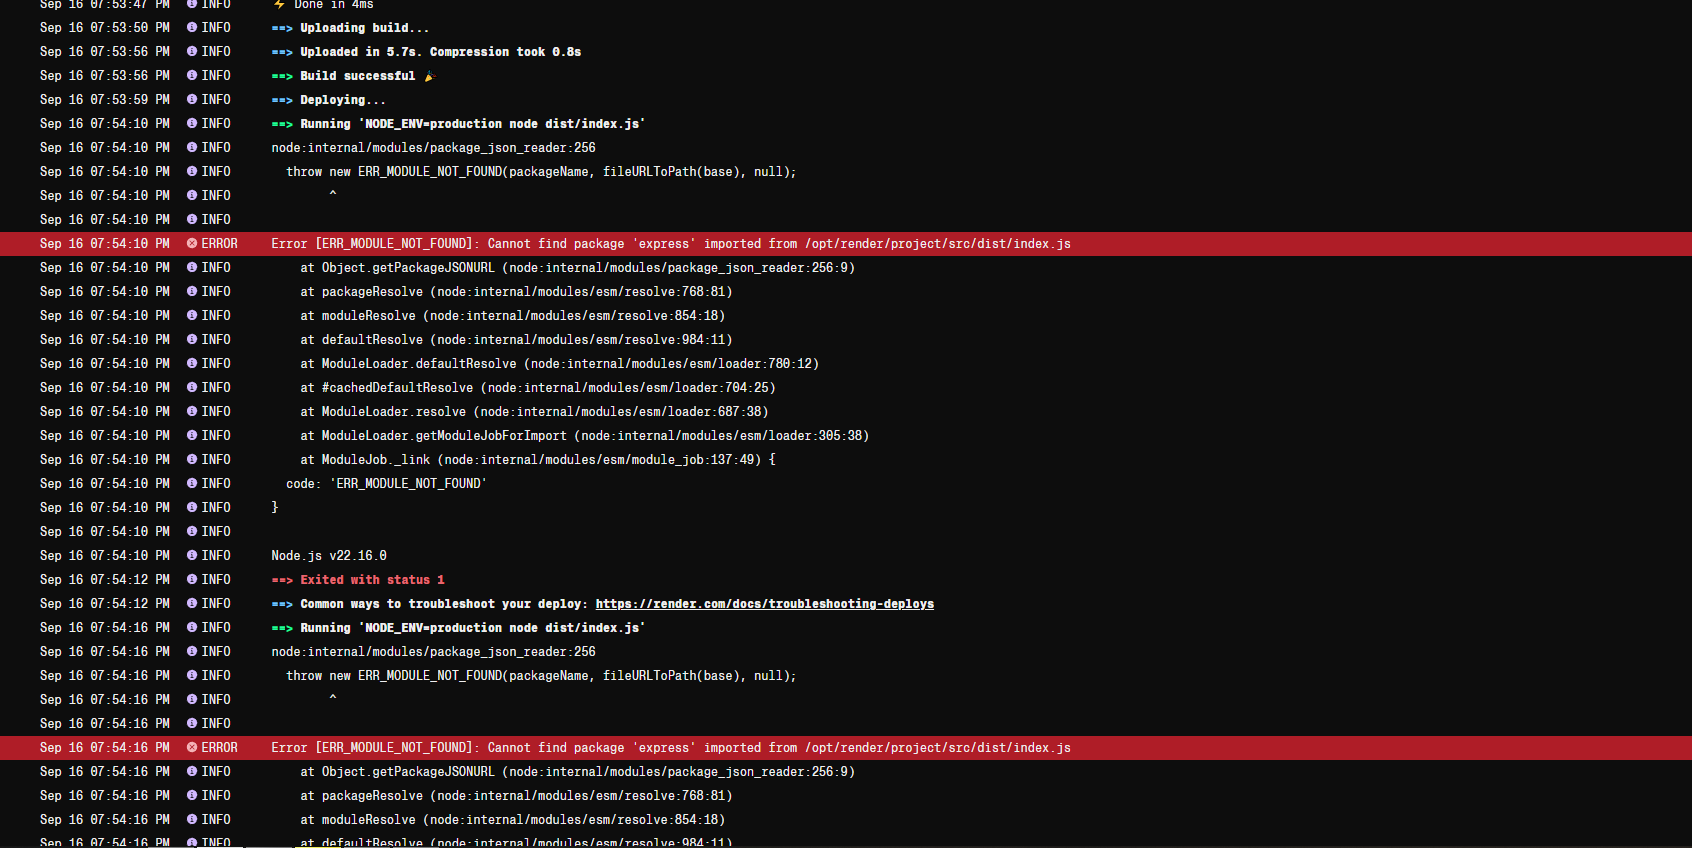 Sep 16 07:53:47 PM INFO ⚡ Done in 4ms
Sep 16 07:53:50 PM INFO ==> Uploading build...
Sep 16 07:53:56 PM INFO ==> Uploaded in 5.7s. Compression took 0.8s
Sep 16 07:53:56 PM INFO ==> Build successful 🎉
Sep 16 07:53:59 PM INFO ==> Deploying...
Sep 16 07:54:10 PM INFO ==> Running 'NODE_ENV=production node dist/index.js'
Sep 16 07:54:10 PM INFO node:internal/modules/package_json_reader:256
Sep 16 07:54:10 PM INFO throw new ERR_MODULE_NOT_FOUND(packageName, fileURLToPath(base), null);
Sep 16 07:54:10 PM INFO ^
Sep 16 07:54:10 PM INFO
Sep 16 07:54:10 PM ERROR Error [ERR_MODULE_NOT_FOUND]: Cannot find package 'express' imported from /opt/render/project/src/dist/index.js
Sep 16 07:54:10 PM INFO at Object.getPackageJSONURL (node:internal/modules/package_json_reader:256:9)
Sep 16 07:54:10 PM INFO at packageResolve (node:internal/modules/esm/resolve:768:81)
Sep 16 07:54:10 PM INFO at moduleResolve (node:internal/modules/esm/resolve:854:18)
Sep 16 07:54:10 PM INFO at defaultResolve (node:internal/modules/esm/resolve:984:11)
Sep 16 07:54:10 PM INFO at ModuleLoader.defaultResolve (node:internal/modules/esm/loader:780:12)
Sep 16 07:54:10 PM INFO at #cachedDefaultResolve (node:internal/modules/esm/loader:704:25)
Sep 16 07:54:10 PM INFO at ModuleLoader.resolve (node:internal/modules/esm/loader:687:38)
Sep 16 07:54:10 PM INFO at ModuleLoader.getModuleJobForImport (node:internal/modules/esm/loader:305:38)
Sep 16 07:54:10 PM INFO at ModuleJob._link (node:internal/modules/esm/module_job:137:49) {
Sep 16 07:54:10 PM INFO code: 'ERR_MODULE_NOT_FOUND'
Sep 16 07:54:10 PM INFO }
Sep 16 07:54:10 PM INFO
Sep 16 07:54:10 PM INFO Node.js v22.16.0
Sep 16 07:54:12 PM INFO ==> Exited with status 1
Sep 16 07:54:12 PM INFO ==> Common ways to troubleshoot your deploy: https://render.com/docs/troubleshooting-deploys
Sep 16 07:54:16 PM INFO ==> Running 'NODE_ENV=production node dist/index.js'
Sep 16 07:54:16 PM INFO node:internal/modules/package_json_reader:256
Sep 16 07:54:16 PM INFO throw new ERR_MODULE_NOT_FOUND(packageName, fileURLToPath(base), null);
Sep 16 07:54:16 PM INFO ^
Sep 16 07:54:16 PM INFO
Sep 16 07:54:16 PM ERROR Error [ERR_MODULE_NOT_FOUND]: Cannot find package 'express' imported from /opt/render/project/src/dist/index.js
Sep 16 07:54:16 PM INFO at Object.getPackageJSONURL (node:internal/modules/package_json_reader:256:9)
Sep 16 07:54:16 PM INFO at packageResolve (node:internal/modules/esm/resolve:768:81)
Sep 16 07:54:16 PM INFO at moduleResolve (node:internal/modules/esm/resolve:854:18)
Sep 16 07:54:16 PM INFO at defaultResolve (node:internal/modules/esm/resolve:984:11)